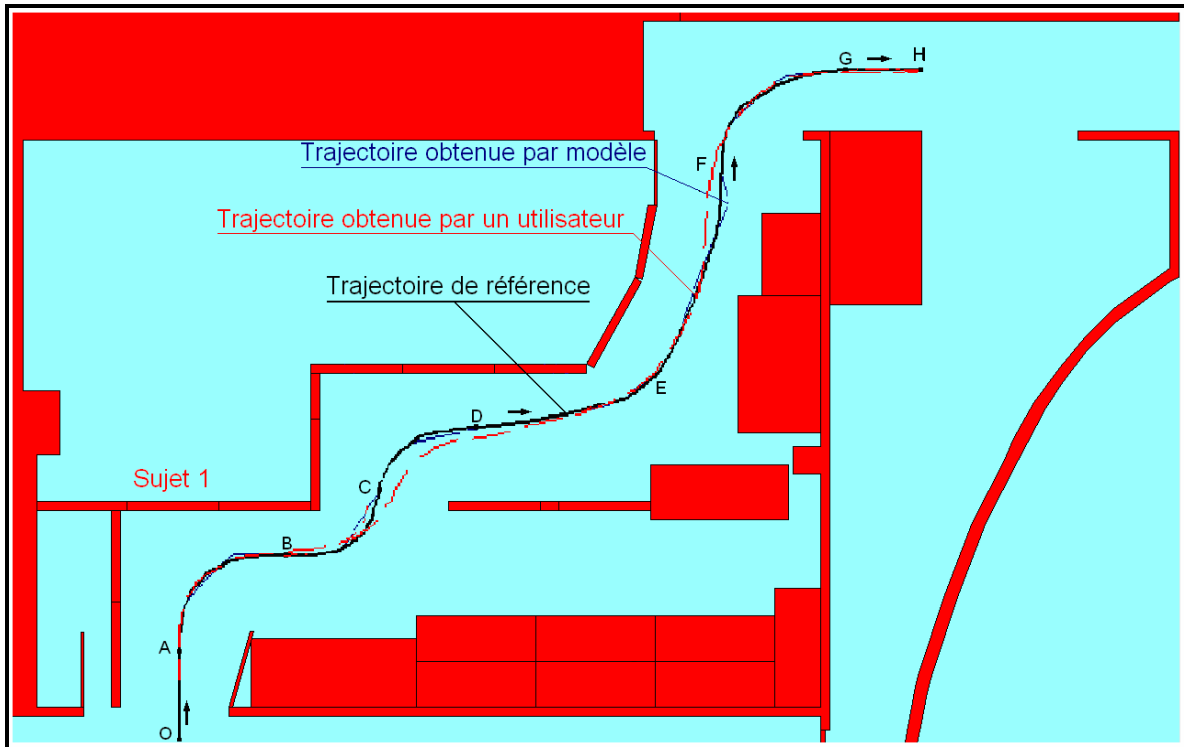 G
H
Trajectoire obtenue par modèle
F
Trajectoire obtenue par un utilisateur
Trajectoire de référence
E
D
Sujet 1
C
B
A
O